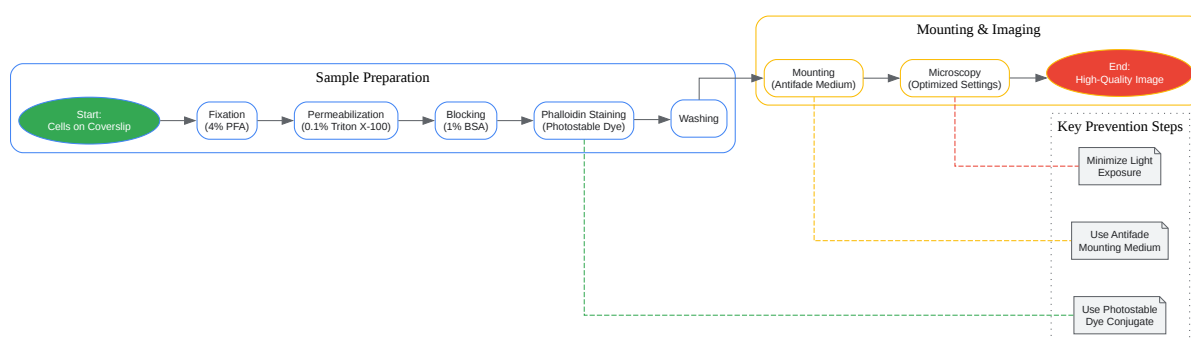 Mounting & Imaging
Sample Preparation
Start:
Cells on Coverslip
Fixation
(4% PFA)
Permeabilization
(0.1% Triton X-100)
Blocking
(1% BSA)
Phalloidin Staining
(Photostable Dye)
Washing
Mounting
(Antifade Medium)
Microscopy
(Optimized Settings)
End:
High-Quality Image
Key Prevention Steps
Minimize Light
Exposure
Use Antifade
Mounting Medium
Use Photostable
Dye Conjugate